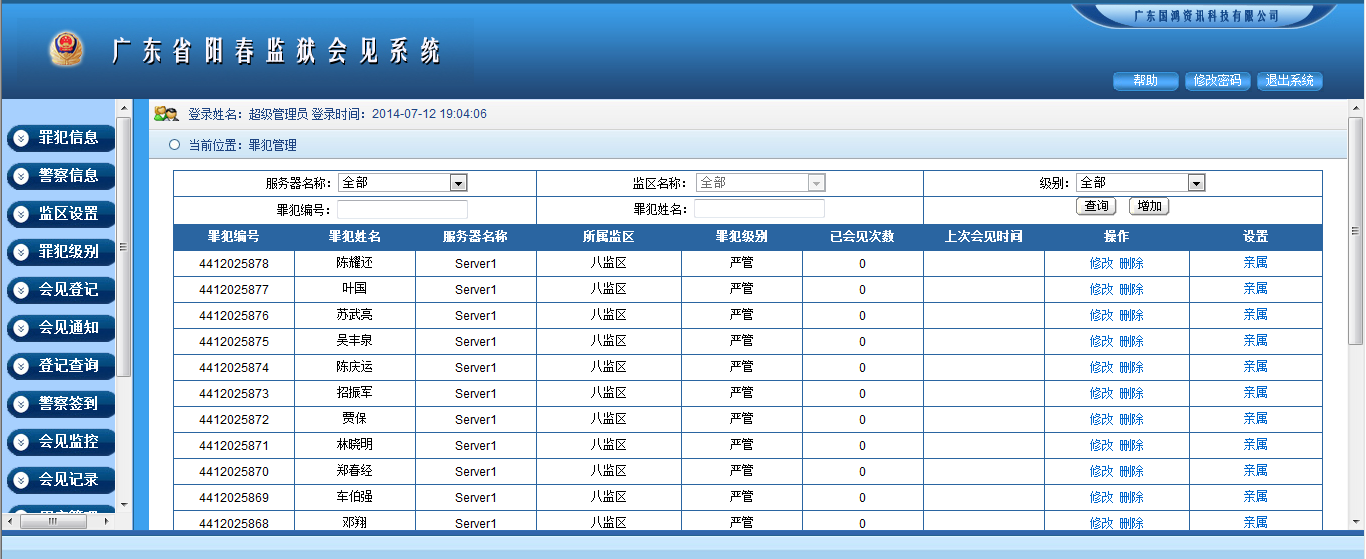 广东国鸿资讯科技有限公司
广东省阳春监狱会见系统
帮助 修改密码 退出系统
登录姓名：超级管理员 登录时间：2014-07-12 19:04:06
当前位置：罪犯管理
罪犯信息
警察信息
监区设置
罪犯级别
会见登记
会见通知
登记查询
警察签到
会见监控
会见记录
服务器名称： 全部 监区名称： 全部 级别： 全部
罪犯编号： 罪犯姓名： 查询 增加
罪犯编号 罪犯姓名 服务器名称 所属监区 罪犯级别 已会见次数 上次会见时间 操作 设置
4412025878 陈耀还 Server1 八监区 严管 0 修改 删除 亲属
4412025877 叶国 Server1 八监区 严管 0 修改 删除 亲属
4412025876 苏武亮 Server1 八监区 严管 0 修改 删除 亲属
4412025875 吴丰泉 Server1 八监区 严管 0 修改 删除 亲属
4412025874 陈庆运 Server1 八监区 严管 0 修改 删除 亲属
4412025873 招振军 Server1 八监区 严管 0 修改 删除 亲属
4412025872 贾保 Server1 八监区 严管 0 修改 删除 亲属
4412025871 林晓明 Server1 八监区 严管 0 修改 删除 亲属
4412025870 郑春经 Server1 八监区 严管 0 修改 删除 亲属
4412025869 车伯强 Server1 八监区 严管 0 修改 删除 亲属
4412025868 邓翔 Server1 八监区 严管 0 修改 删除 亲属